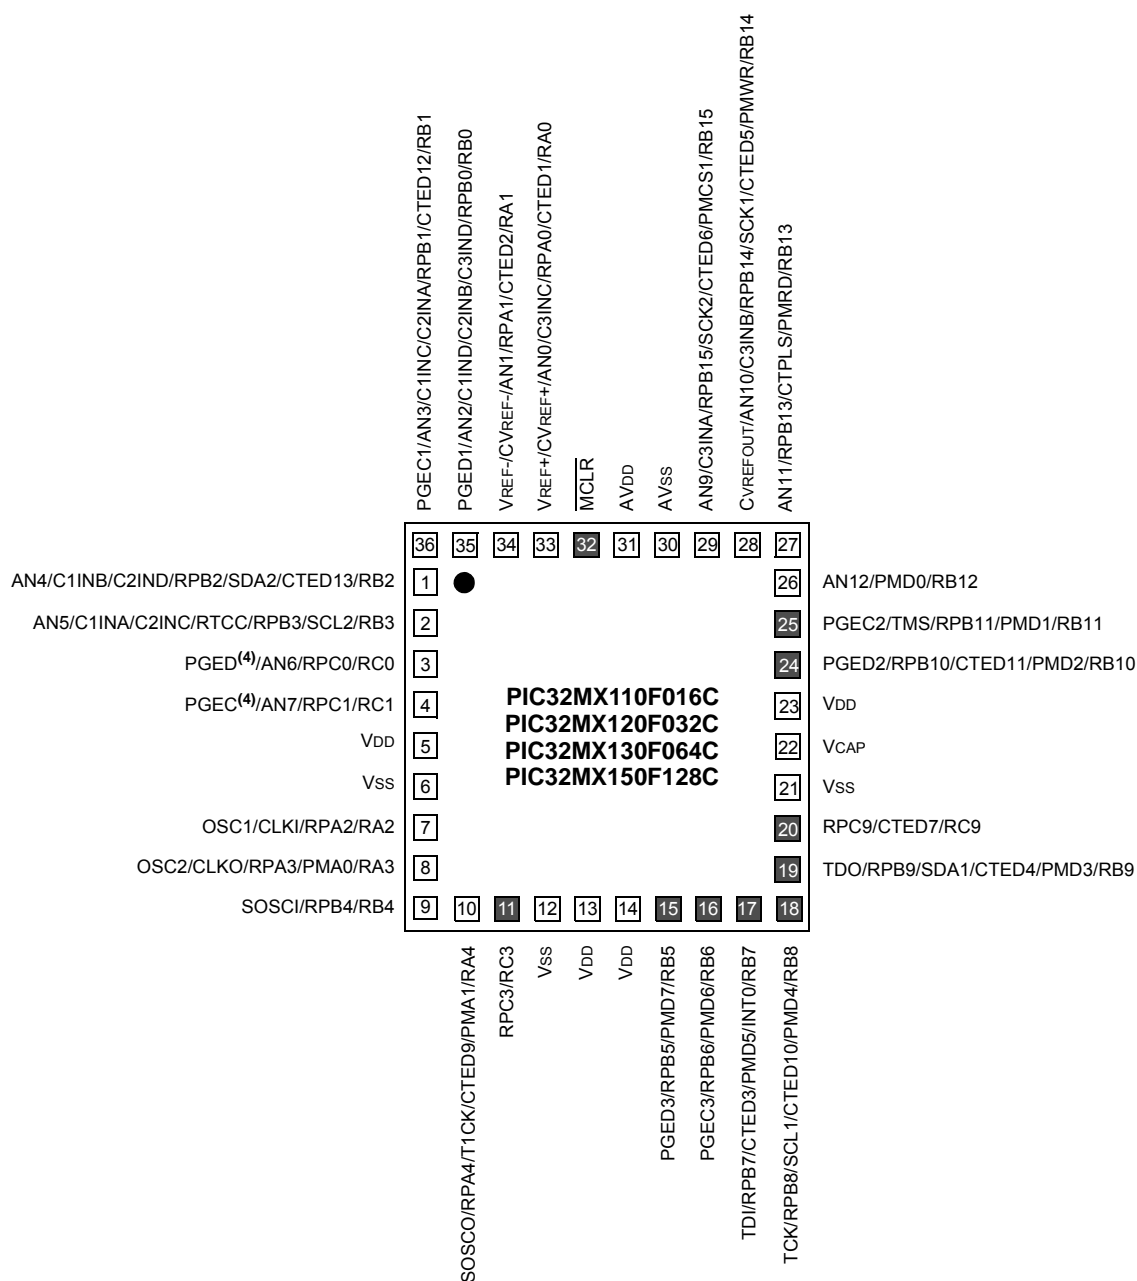 PGEC1/AN3/C1INC/C2INA/RPB1/CTED12/RB1
PGED1/AN2/C1IND/C2INB/C3IND/RPB0/RB0
VREF-/CVREF-/AN1/RPA1/CTED2/RA1
VREF+/CVREF+/AN0/C3INC/RPA0/CTED1/RA0
MCLR
AVDD
AVSS
AN9/C3INA/RPB15/SCK2/CTED6/PMCS1/RB15
CVREFOUT/AN10/C3INB/RPB14/SCK1/CTED5/PMWR/RB14
AN11/RPB13/CTPLS/PMRD/RB13
36 35 34 33 32 31 30 29 28 27
AN4/C1INB/C2IND/RPB2/SDA2/CTED13/RB2 1
AN5/C1INA/C2INC/RTCC/RPB3/SCL2/RB3 2
PGED(4)/AN6/RPC0/RC0 3
PGEC(4)/AN7/RPC1/RC1 4
VDD 5
VSS 6
OSC1/CLKI/RPA2/RA2 7
OSC2/CLKO/RPA3/PMA0/RA3 8
SOSCI/RPB4/RB4 9
PIC32MX110F016C
PIC32MX120F032C
PIC32MX130F064C
PIC32MX150F128C
26 AN12/PMD0/RB12
25 PGEC2/TMS/RPB11/PMD1/RB11
24 PGED2/RPB10/CTED11/PMD2/RB10
23 VDD
22 VCAP
21 VSS
20 RPC9/CTED7/RC9
19 TDO/RPB9/SDA1/CTED4/PMD3/RB9
10 11 12 13 14 15 16 17 18
SOSCO/RPA4/T1CK/CTED9/PMA1/RA4
RPC3/RC3
VSS
VDD
VDD
PGED3/RPB5/PMD7/RB5
PGEC3/RPB6/PMD6/RB6
TDI/RPB7/CTED3/PMD5/INT0/RB7
TCK/RPB8/SCL1/CTED10/PMD4/RB8